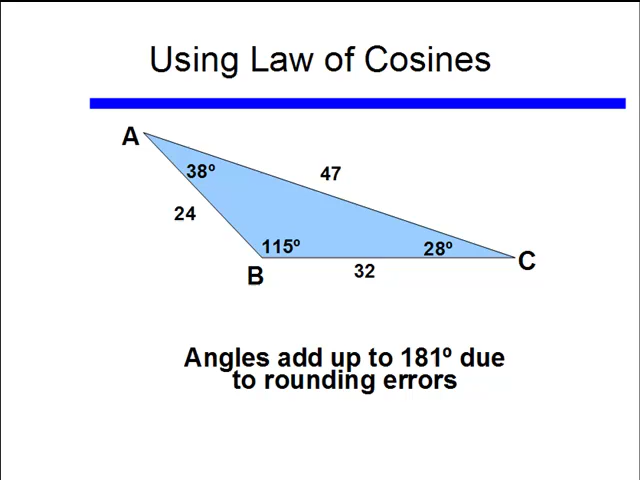 Using Law of Cosines
A
38º
47
24
115º
28º
B
32
C
Angles add up to 181º due
to rounding errors